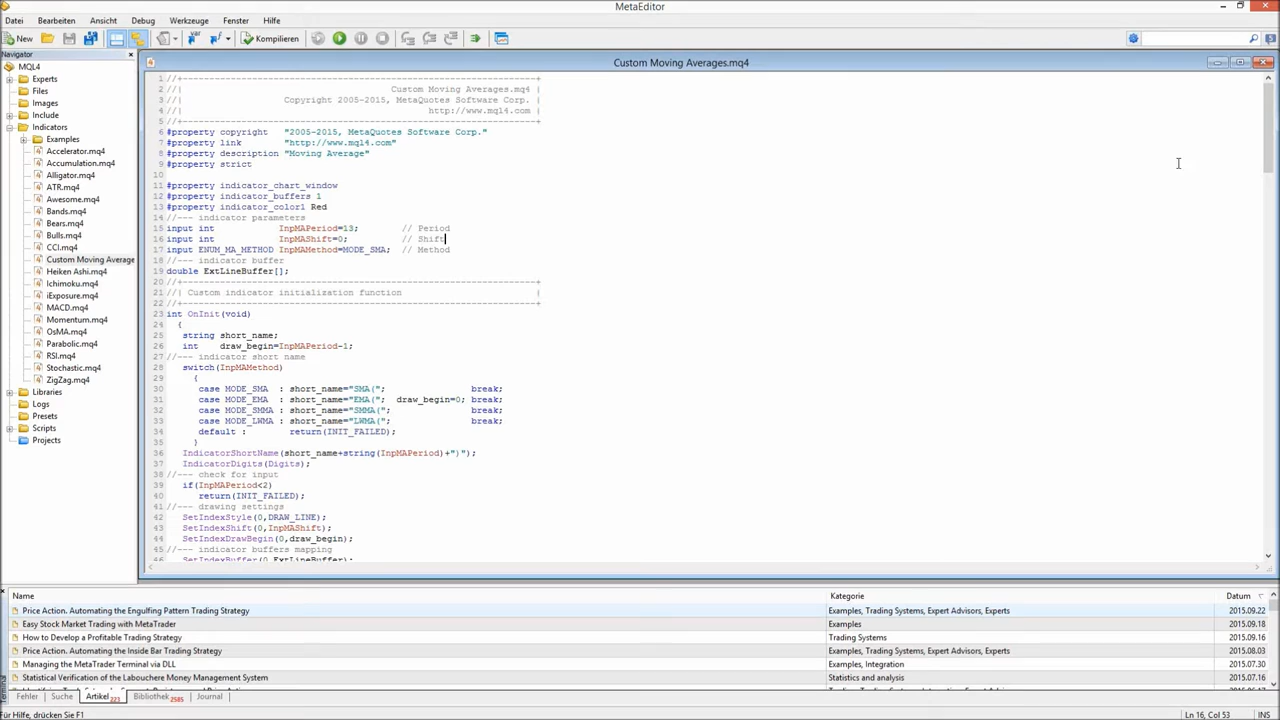 MetaEditor
Datei Bearbeiten Ansicht Debug Werkzeuge Fenster Hilfe
New Kompilieren
Navigator
MQL4
Experts
Files
Images
Include
Indicators
Examples
Accelerator.mq4
Accumulation.mq4
Alligator.mq4
ATR.mq4
Awesome.mq4
Bands.mq4
Bears.mq4
Bulls.mq4
CCI.mq4
Custom Moving Average
Heiken Ashi.mq4
Ichimoku.mq4
iExposure.mq4
MACD.mq4
Momentum.mq4
OsMA.mq4
Parabolic.mq4
RSI.mq4
Stochastic.mq4
ZigZag.mq4
Libraries
Logs
Presets
Scripts
Projects
Custom Moving Averages.mq4
1 //+------------------------------------------------------------------+
2 //| Custom Moving Averages.mq4 |
3 //| Copyright 2005-2015, MetaQuotes Software Corp. |
4 //| http://www.mql4.com |
5 //+------------------------------------------------------------------+
6 #property copyright "2005-2015, MetaQuotes Software Corp."
7 #property link "http://www.mql4.com"
8 #property description "Moving Average"
9 #property strict
10
11 #property indicator_chart_window
12 #property indicator_buffers 1
13 #property indicator_color1 Red
14 //--- indicator parameters
15 input int InpMAPeriod=13; // Period
16 input int InpMAShift=0; // Shift
17 input ENUM_MA_METHOD InpMAMethod=MODE_SMA; // Method
18 //--- indicator buffer
19 double ExtLineBuffer[];
20 //+------------------------------------------------------------------+
21 //| Custom indicator initialization function |
22 //+------------------------------------------------------------------+
23 int OnInit(void)
24 {
25 string short_name;
26 int draw_begin=InpMAPeriod-1;
27 //--- indicator short name
28 switch(InpMAMethod)
29 {
30 case MODE_SMA : short_name="SMA("; break;
31 case MODE_EMA : short_name="EMA("; draw_begin=0; break;
32 case MODE_SMMA : short_name="SMMA("; break;
33 case MODE_LWMA : short_name="LWMA("; break;
34 default : return(INIT_FAILED);
35 }
36 IndicatorShortName(short_name+string(InpMAPeriod)+")");
37 IndicatorDigits(Digits);
38 //--- check for input
39 if(InpMAPeriod<2)
40 return(INIT_FAILED);
41 //--- drawing settings
42 SetIndexStyle(0,DRAW_LINE);
43 SetIndexShift(0,InpMAShift);
44 SetIndexDrawBegin(0,draw_begin);
45 //--- indicator buffers mapping
46 SetIndexBuffer(0,ExtLineBuffer);
Name Kategorie Datum
Price Action. Automating the Engulfing Pattern Trading Strategy Examples, Trading Systems, Expert Advisors, Experts 2015.09.22
Easy Stock Market Trading with MetaTrader Examples 2015.09.18
How to Develop a Profitable Trading Strategy Trading Systems 2015.09.16
Price Action. Automating the Inside Bar Trading Strategy Examples, Trading Systems, Expert Advisors, Experts 2015.08.03
Managing the MetaTrader Terminal via DLL Examples, Integration 2015.07.30
Statistical Verification of the Labouchere Money Management System Statistics and analysis 2015.07.16
Terminal
Fehler Suche Artikel 223 Bibliothek 2585 Journal
Für Hilfe, drücken Sie F1 Ln 16, Col 53 INS